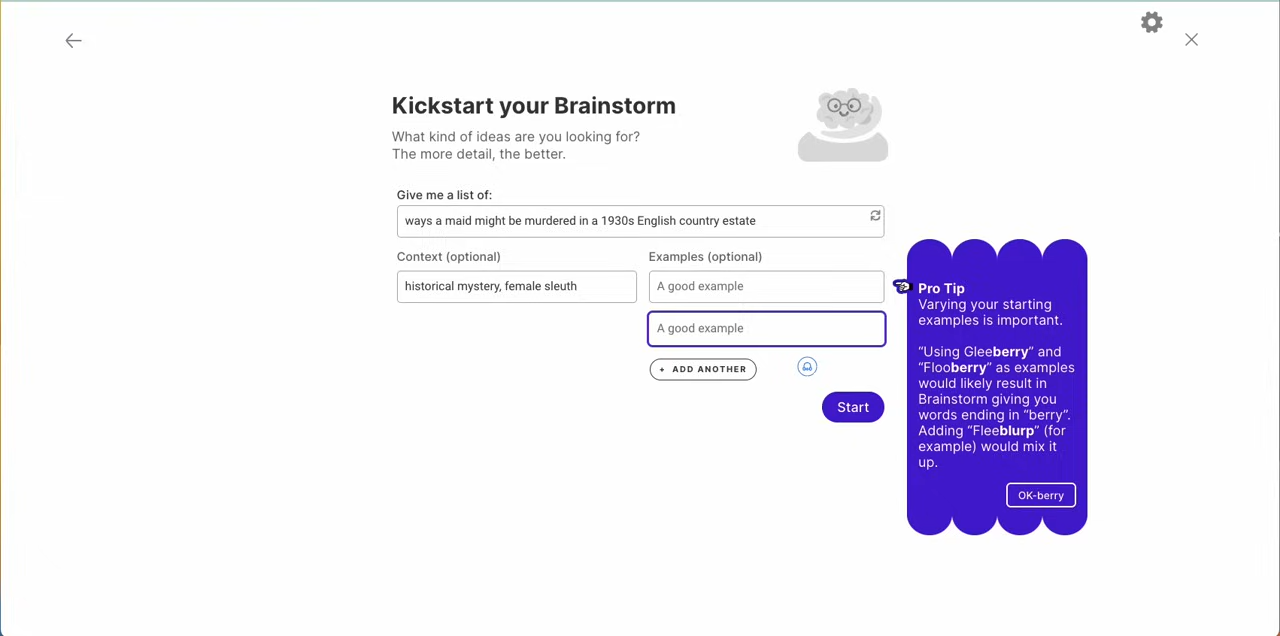 Kickstart your Brainstorm
What kind of ideas are you looking for?
The more detail, the better.
Give me a list of:
ways a maid might be murdered in a 1930s English country estate
Context (optional)
historical mystery, female sleuth
Examples (optional)
A good example
A good example
+ ADD ANOTHER
Start
Pro Tip
Varying your starting
examples is important.
“Using Gleeberry” and
“Flooberry” as examples
would likely result in
Brainstorm giving you
words ending in “berry”.
Adding “Fleeblurp” (for
example) would mix it
up.
OK-berry